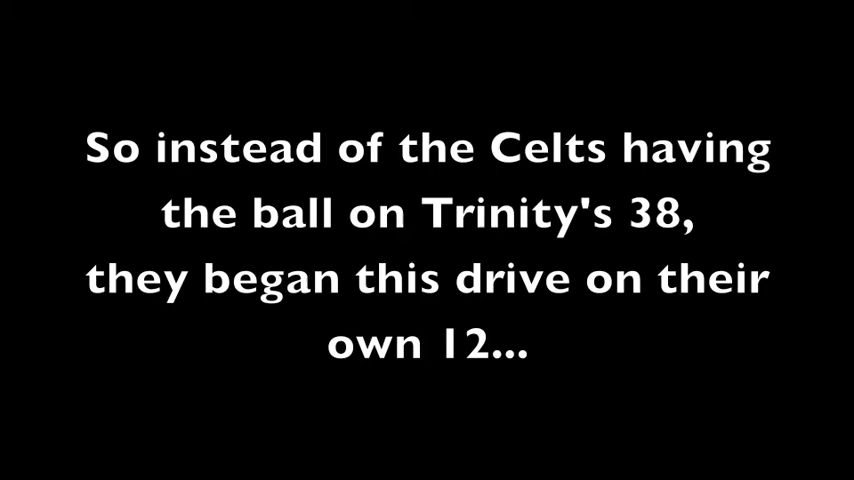 So instead of the Celts having
the ball on Trinity's 38,
they began this drive on their
own 12...